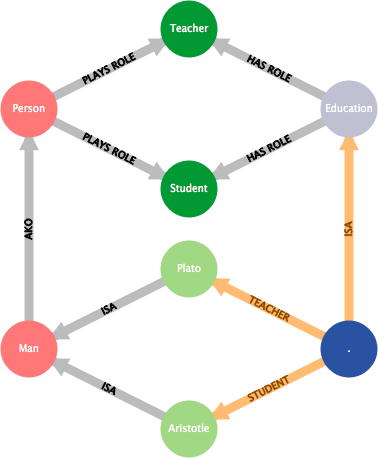 Teacher
PLAYS ROLE
HAS ROLE
Person
Education
PLAYS ROLE
HAS ROLE
Student
AKO
ISA
Plato
ISA
TEACHER
Man
.
ISA
STUDENT
Aristotle